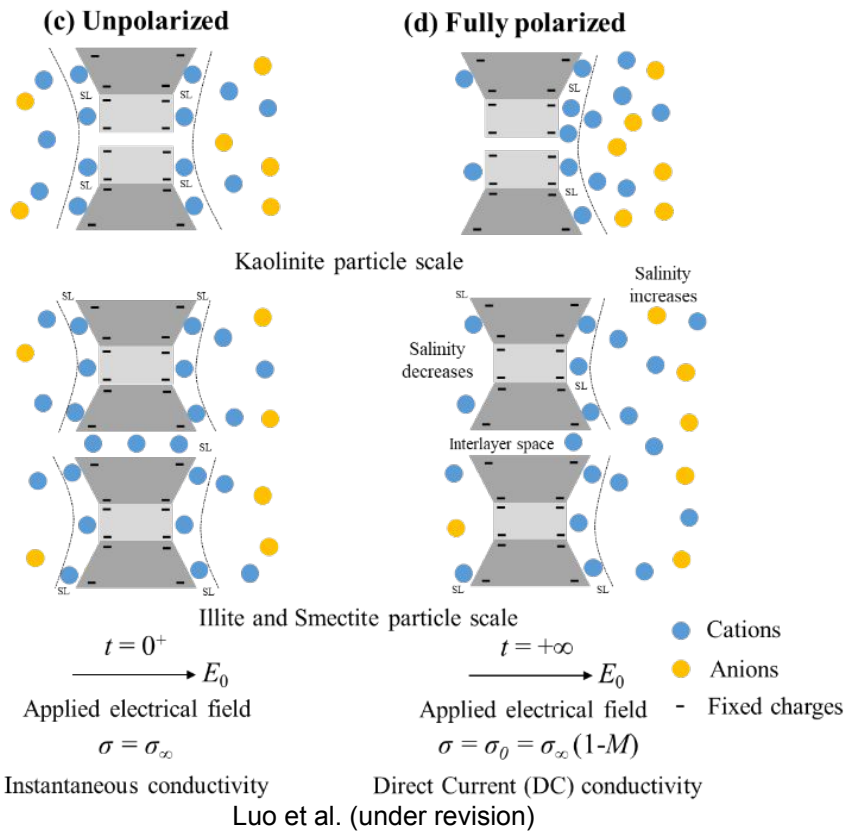 (c) Unpolarized
(d) Fully polarized
SL
SL
SL
SL
SL
SL
Kaolinite particle scale
SL
SL
SL
SL
SL
Salinity
increases
SL
Salinity
decreases
SL
Interlayer space
SL
SL
Illite and Smectite particle scale
t = 0⁺
E₀
Applied electrical field
σ = σ∞
Instantaneous conductivity
t = +∞
E₀
Applied electrical field
σ = σ₀ = σ∞ (1-M)
Direct Current (DC) conductivity
Cations
Anions
Fixed charges
Luo et al. (under revision)